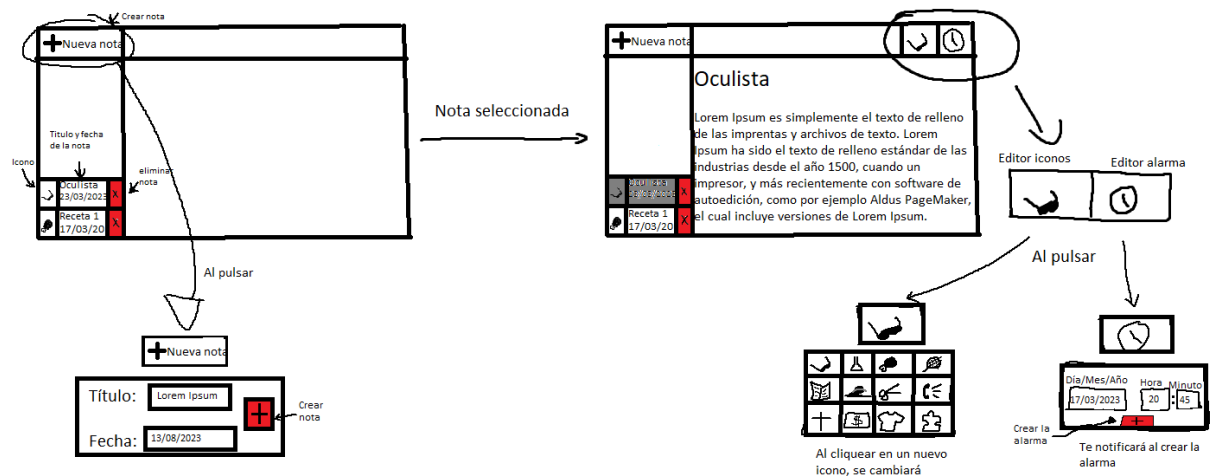 Crear nota
Nueva nota
Titulo y fecha
de la nota
Icono
eliminar
nota
Oculista
23/03/2023
X
Receta 1
17/03/20
X
Al pulsar
Nueva nota
Título:
Lorem Ipsum
Fecha:
13/08/2023
Crear
nota
Nota seleccionada
Nueva nota
Oculista
Lorem Ipsum es simplemente el texto de relleno
de las imprentas y archivos de texto. Lorem
Ipsum ha sido el texto de relleno estándar de las
industrias desde el año 1500, cuando un
impresor, y más recientemente con software de
autoedición, como por ejemplo Aldus PageMaker,
el cual incluye versiones de Lorem Ipsum.
X
Receta 1
17/03/20
X
Editor iconos
Editor alarma
Al pulsar
$
Al cliquear en un nuevo
icono, se cambiará
Día/Mes/Año
Hora
Minuto
17/03/2023
20
:
45
Crear la
alarma
Te notificará al crear la
alarma